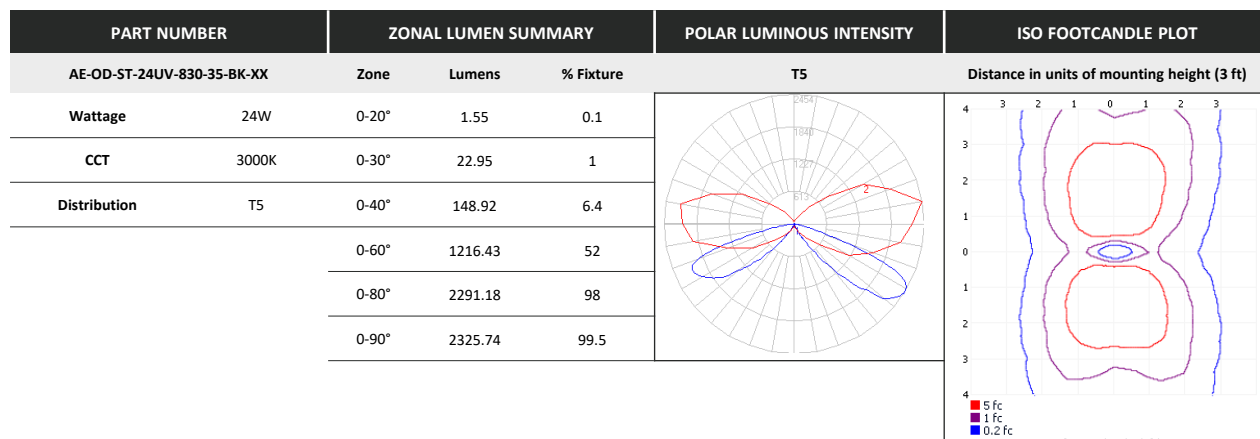 PART NUMBER
ZONAL LUMEN SUMMARY
POLAR LUMINOUS INTENSITY
ISO FOOTCANDLE PLOT
AE-OD-ST-24UV-830-35-BK-XX
Zone Lumens % Fixture
T5
Distance in units of mounting height (3 ft)
Wattage 24W
CCT 3000K
Distribution T5
0-20° 1.55 0.1
0-30° 22.95 1
0-40° 148.92 6.4
0-60° 1216.43 52
0-80° 2291.18 98
0-90° 2325.74 99.5
2454
1840
1227
613
2
3 2 1 0 1 2 3
4
3
2
1
0
1
2
3
4
5 fc
1 fc
0.2 fc